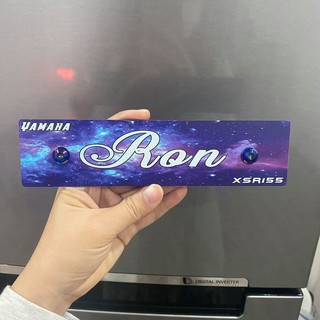 YAMAHA
Ron
XSR155
DIGITAL INVERTER